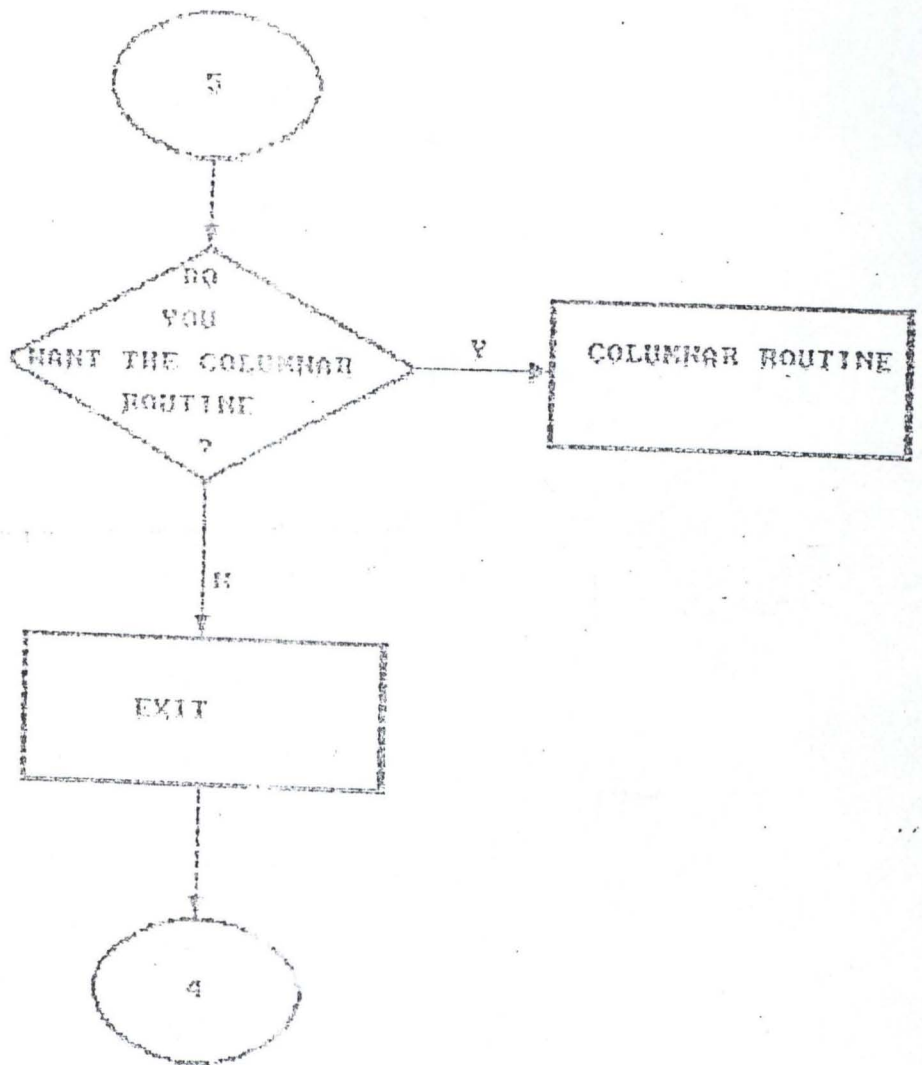 5
DO
YOU
WANT THE COLUMNAR
ROUTINE
?
Y
COLUMNAR ROUTINE
N
EXIT
4